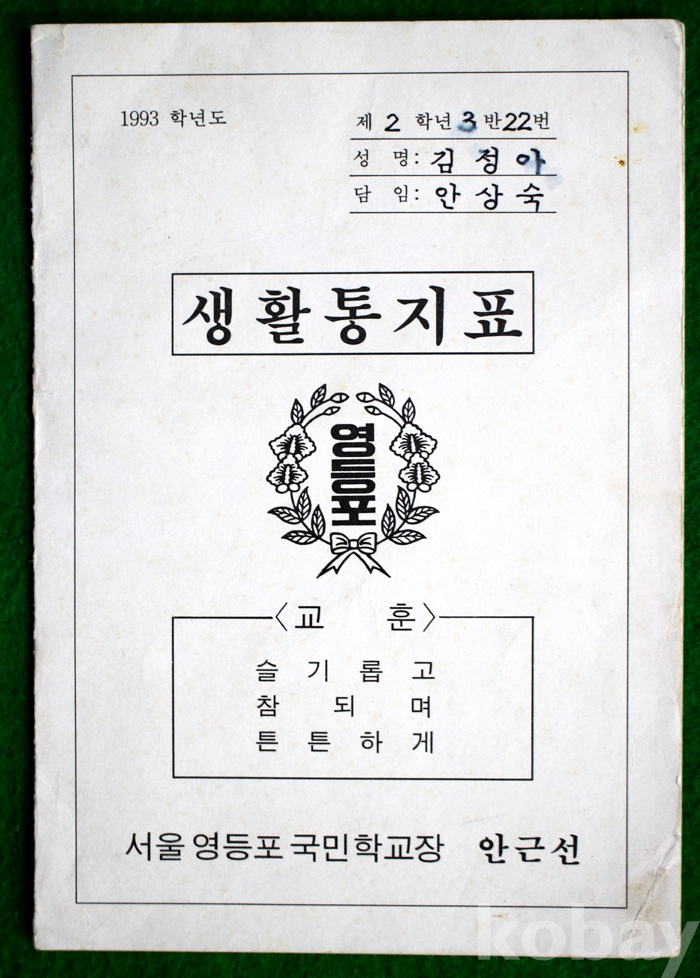 1993 학년도
제 2 학년 3 반 22번
성 명: 김정아
담 임: 안상숙
생활통지표
영등포
〈교 훈〉
슬기롭고
참되며
튼튼하게
서울 영등포 국민학교장 안근선
kobay